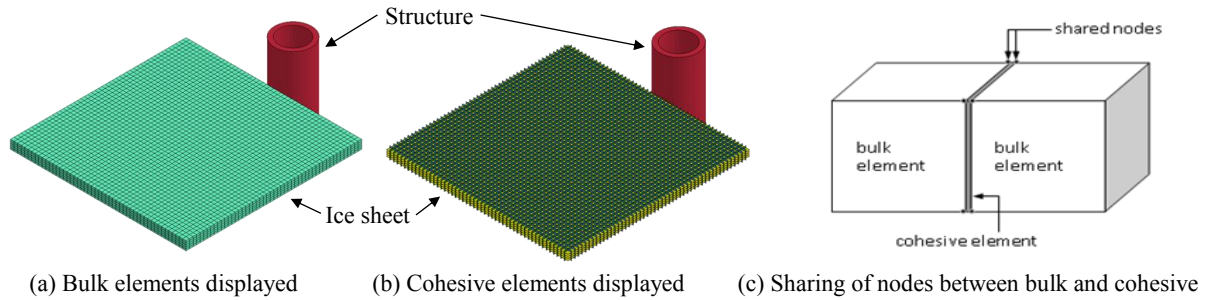 Structure
shared nodes
bulk
element
bulk
element
Ice sheet
cohesive element
(a) Bulk elements displayed
(b) Cohesive elements displayed
(c) Sharing of nodes between bulk and cohesive